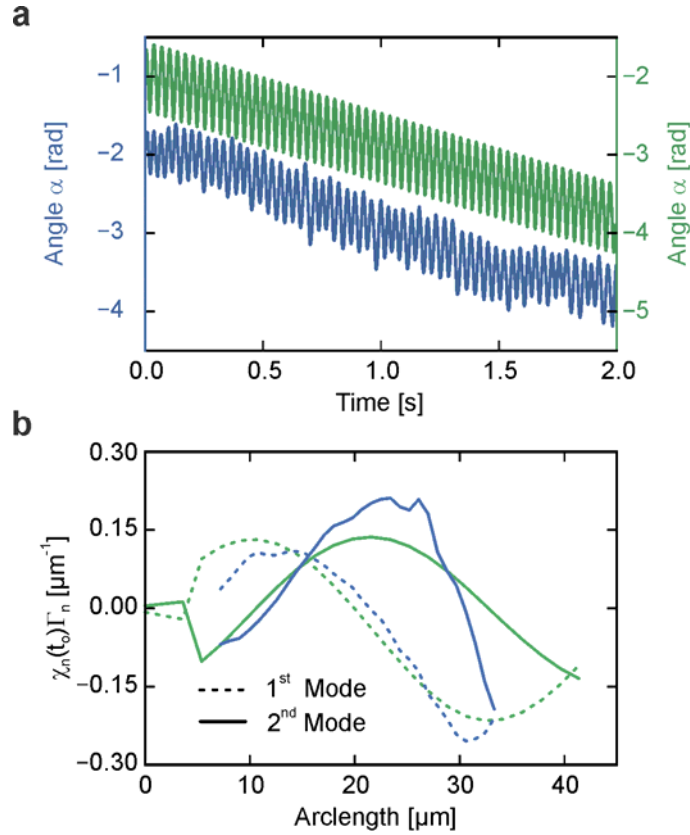 a
−1
−2
−3
−4
Angle α [rad]
−2
−3
−4
−5
Angle α [rad]
0.0 0.5 1.0 1.5 2.0
Time [s]
b
0.30
0.15
0.00
−0.15
−0.30
χn(to)Γn [µm⁻¹]
1st Mode
2nd Mode
0 10 20 30 40
Arclength [µm]